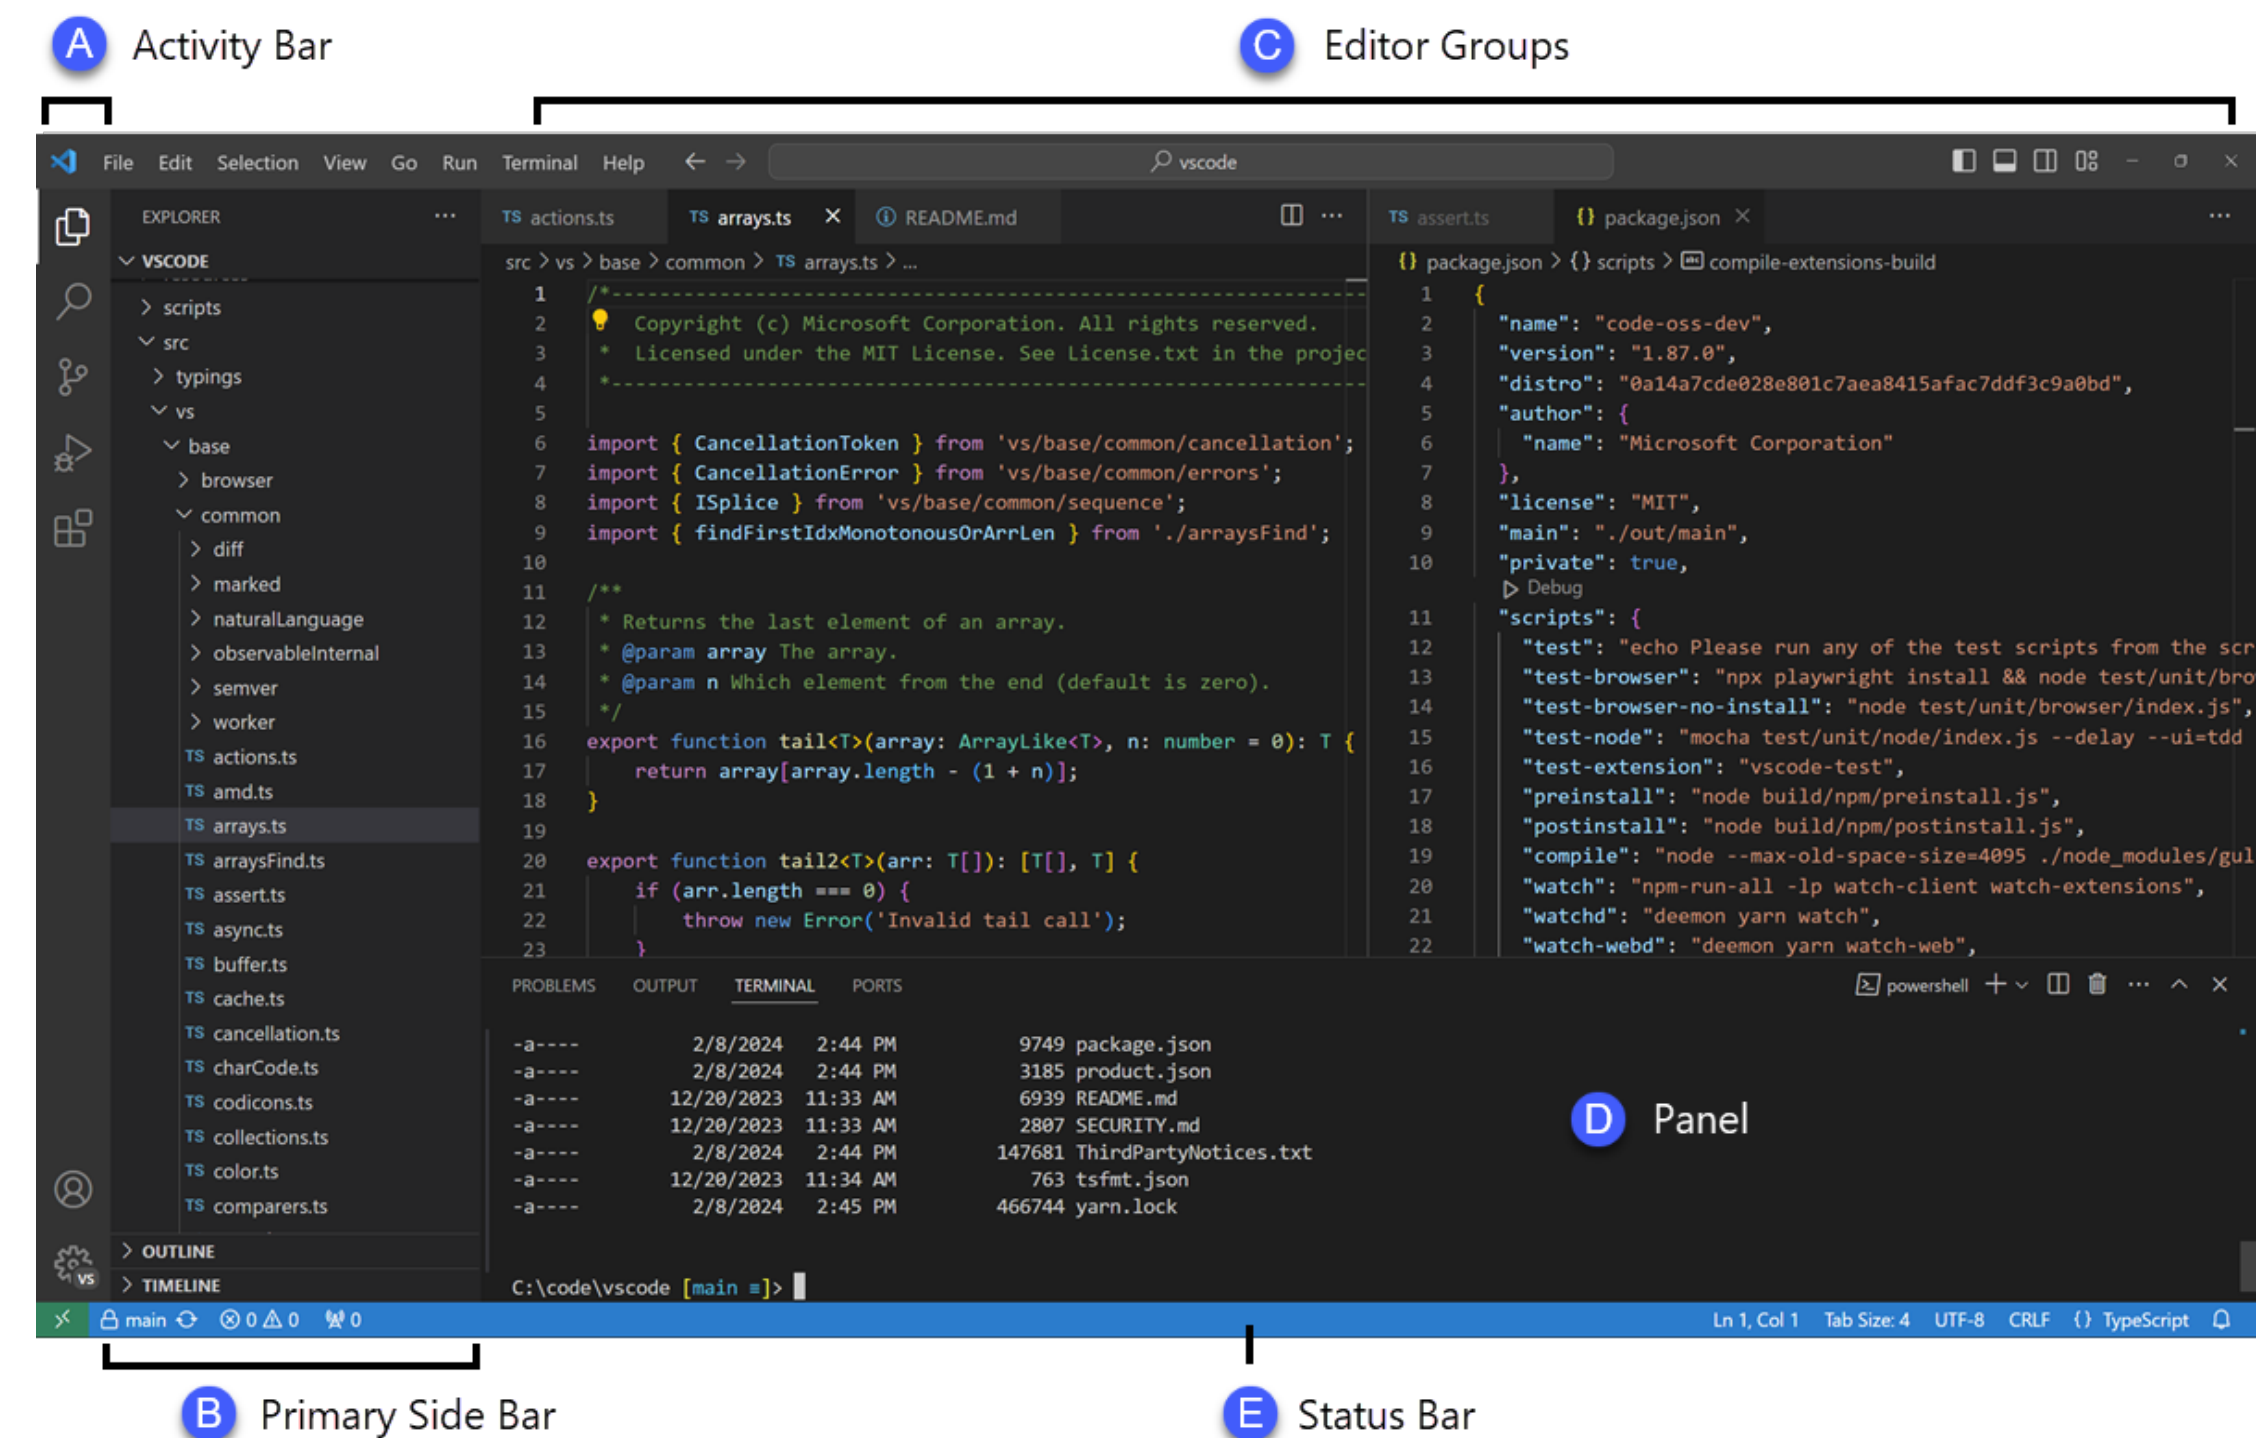 A Activity Bar
C Editor Groups
File Edit Selection View Go Run Terminal Help
vscode
EXPLORER
VSCODE
scripts
src
typings
vs
base
browser
common
diff
marked
naturalLanguage
observableInternal
semver
worker
TS actions.ts
TS amd.ts
TS arrays.ts
TS arraysFind.ts
TS assert.ts
TS async.ts
TS buffer.ts
TS cache.ts
TS cancellation.ts
TS charCode.ts
TS codicons.ts
TS collections.ts
TS color.ts
TS comparers.ts
OUTLINE
TIMELINE
VS
TS actions.ts TS arrays.ts README.md
src > vs > base > common > TS arrays.ts > ...
1 /*---------------------------------------------------------------
2 Copyright (c) Microsoft Corporation. All rights reserved.
3 * Licensed under the MIT License. See License.txt in the projec
4 *---------------------------------------------------------------
5
6 import { CancellationToken } from 'vs/base/common/cancellation';
7 import { CancellationError } from 'vs/base/common/errors';
8 import { ISplice } from 'vs/base/common/sequence';
9 import { findFirstIdxMonotonousOrArrLen } from './arraysFind';
10
11 /**
12 * Returns the last element of an array.
13 * @param array The array.
14 * @param n Which element from the end (default is zero).
15 */
16 export function tail<T>(array: ArrayLike<T>, n: number = 0): T {
17 return array[array.length - (1 + n)];
18 }
19
20 export function tail2<T>(arr: T[]): [T[], T] {
21 if (arr.length === 0) {
22 throw new Error('Invalid tail call');
23 }
TS assert.ts {} package.json
{} package.json > {} scripts > abc compile-extensions-build
1 {
2 "name": "code-oss-dev",
3 "version": "1.87.0",
4 "distro": "0a14a7cde028e801c7aea8415afac7ddf3c9a0bd",
5 "author": {
6 "name": "Microsoft Corporation"
7 },
8 "license": "MIT",
9 "main": "./out/main",
10 "private": true,
Debug
11 "scripts": {
12 "test": "echo Please run any of the test scripts from the scr
13 "test-browser": "npx playwright install && node test/unit/bro
14 "test-browser-no-install": "node test/unit/browser/index.js",
15 "test-node": "mocha test/unit/node/index.js --delay --ui=tdd
16 "test-extension": "vscode-test",
17 "preinstall": "node build/npm/preinstall.js",
18 "postinstall": "node build/npm/postinstall.js",
19 "compile": "node --max-old-space-size=4095 ./node_modules/gul
20 "watch": "npm-run-all -lp watch-client watch-extensions",
21 "watchd": "deemon yarn watch",
22 "watch-webd": "deemon yarn watch-web",
PROBLEMS OUTPUT TERMINAL PORTS
powershell
-a---- 2/8/2024 2:44 PM 9749 package.json
-a---- 2/8/2024 2:44 PM 3185 product.json
-a---- 12/20/2023 11:33 AM 6939 README.md
-a---- 12/20/2023 11:33 AM 2807 SECURITY.md
-a---- 2/8/2024 2:44 PM 147681 ThirdPartyNotices.txt
-a---- 12/20/2023 11:34 AM 763 tsfmt.json
-a---- 2/8/2024 2:45 PM 466744 yarn.lock
C:\code\vscode [main ≡]>
D Panel
main 0 0 0
Ln 1, Col 1 Tab Size: 4 UTF-8 CRLF {} TypeScript
B Primary Side Bar
E Status Bar